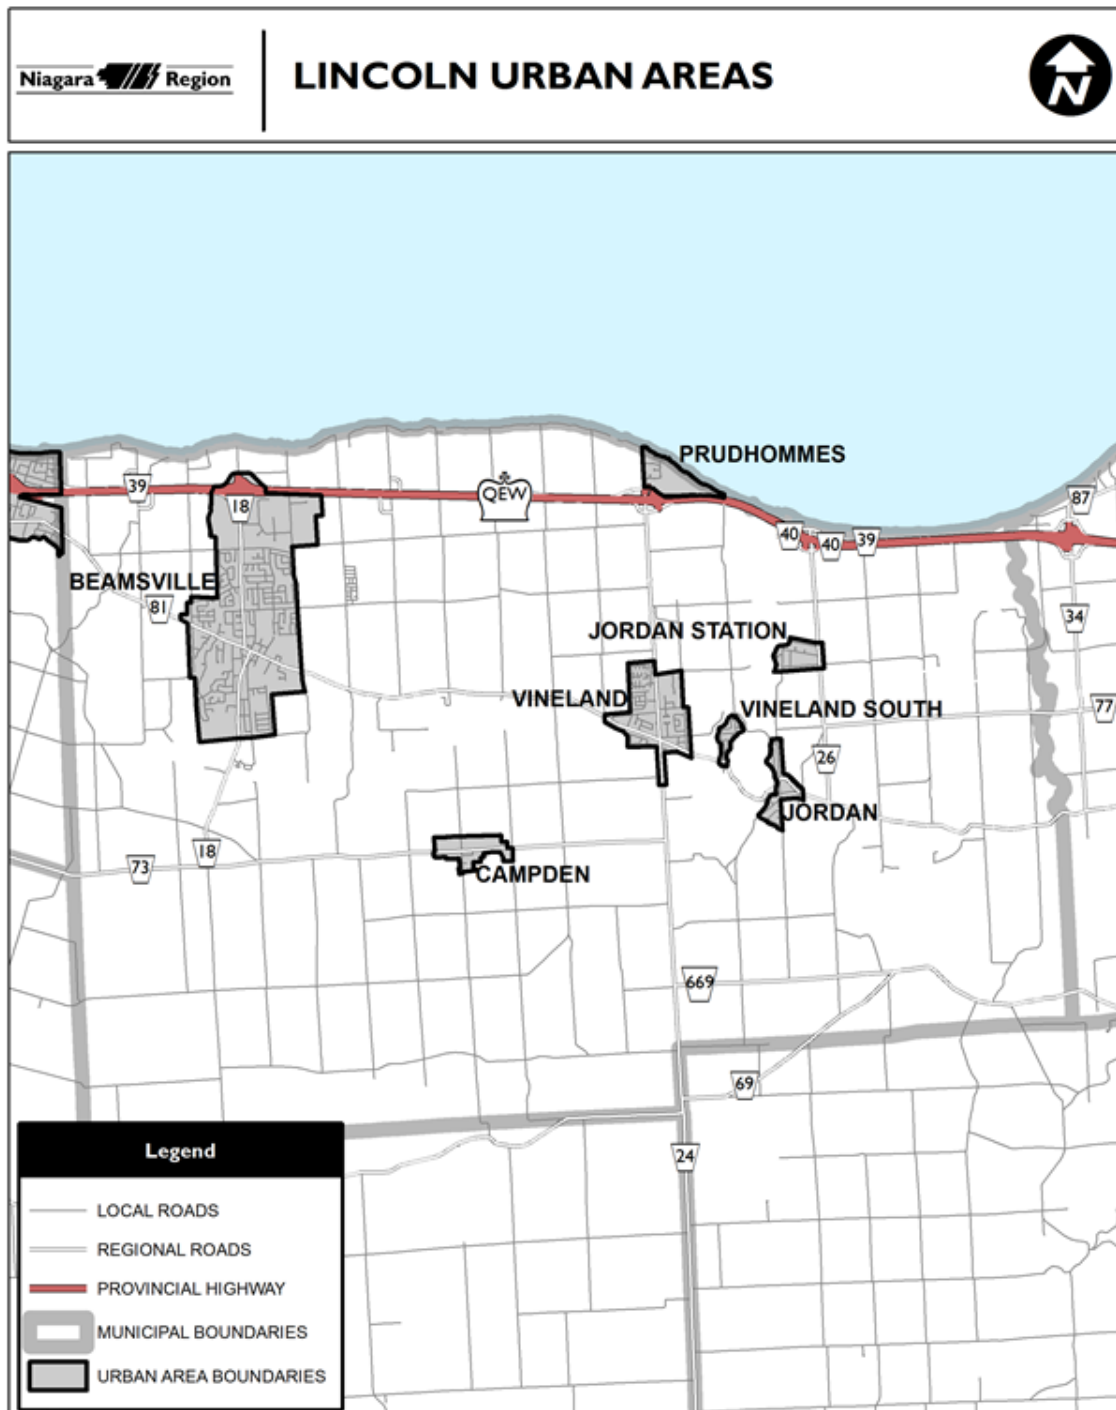 Niagara Region
LINCOLN URBAN AREAS
N
PRUDHOMMES
39
18
QEW
87
40
40
39
BEAMSVILLE
81
34
JORDAN STATION
VINELAND
VINELAND SOUTH
77
26
JORDAN
73
18
CAMPDEN
669
69
24
Legend
LOCAL ROADS
REGIONAL ROADS
PROVINCIAL HIGHWAY
MUNICIPAL BOUNDARIES
URBAN AREA BOUNDARIES